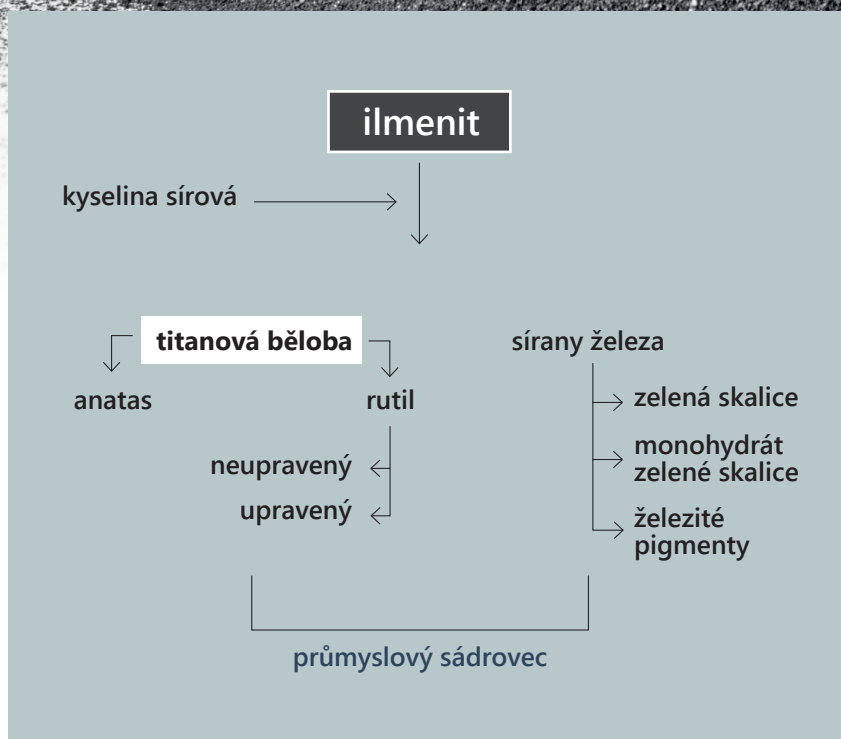 ilmenit
kyselina sírová
titanová běloba
sírany železa
anatas
rutil
zelená skalice
neupravený
monohydrát
zelené skalice
upravený
železité
pigmenty
průmyslový sádrovec